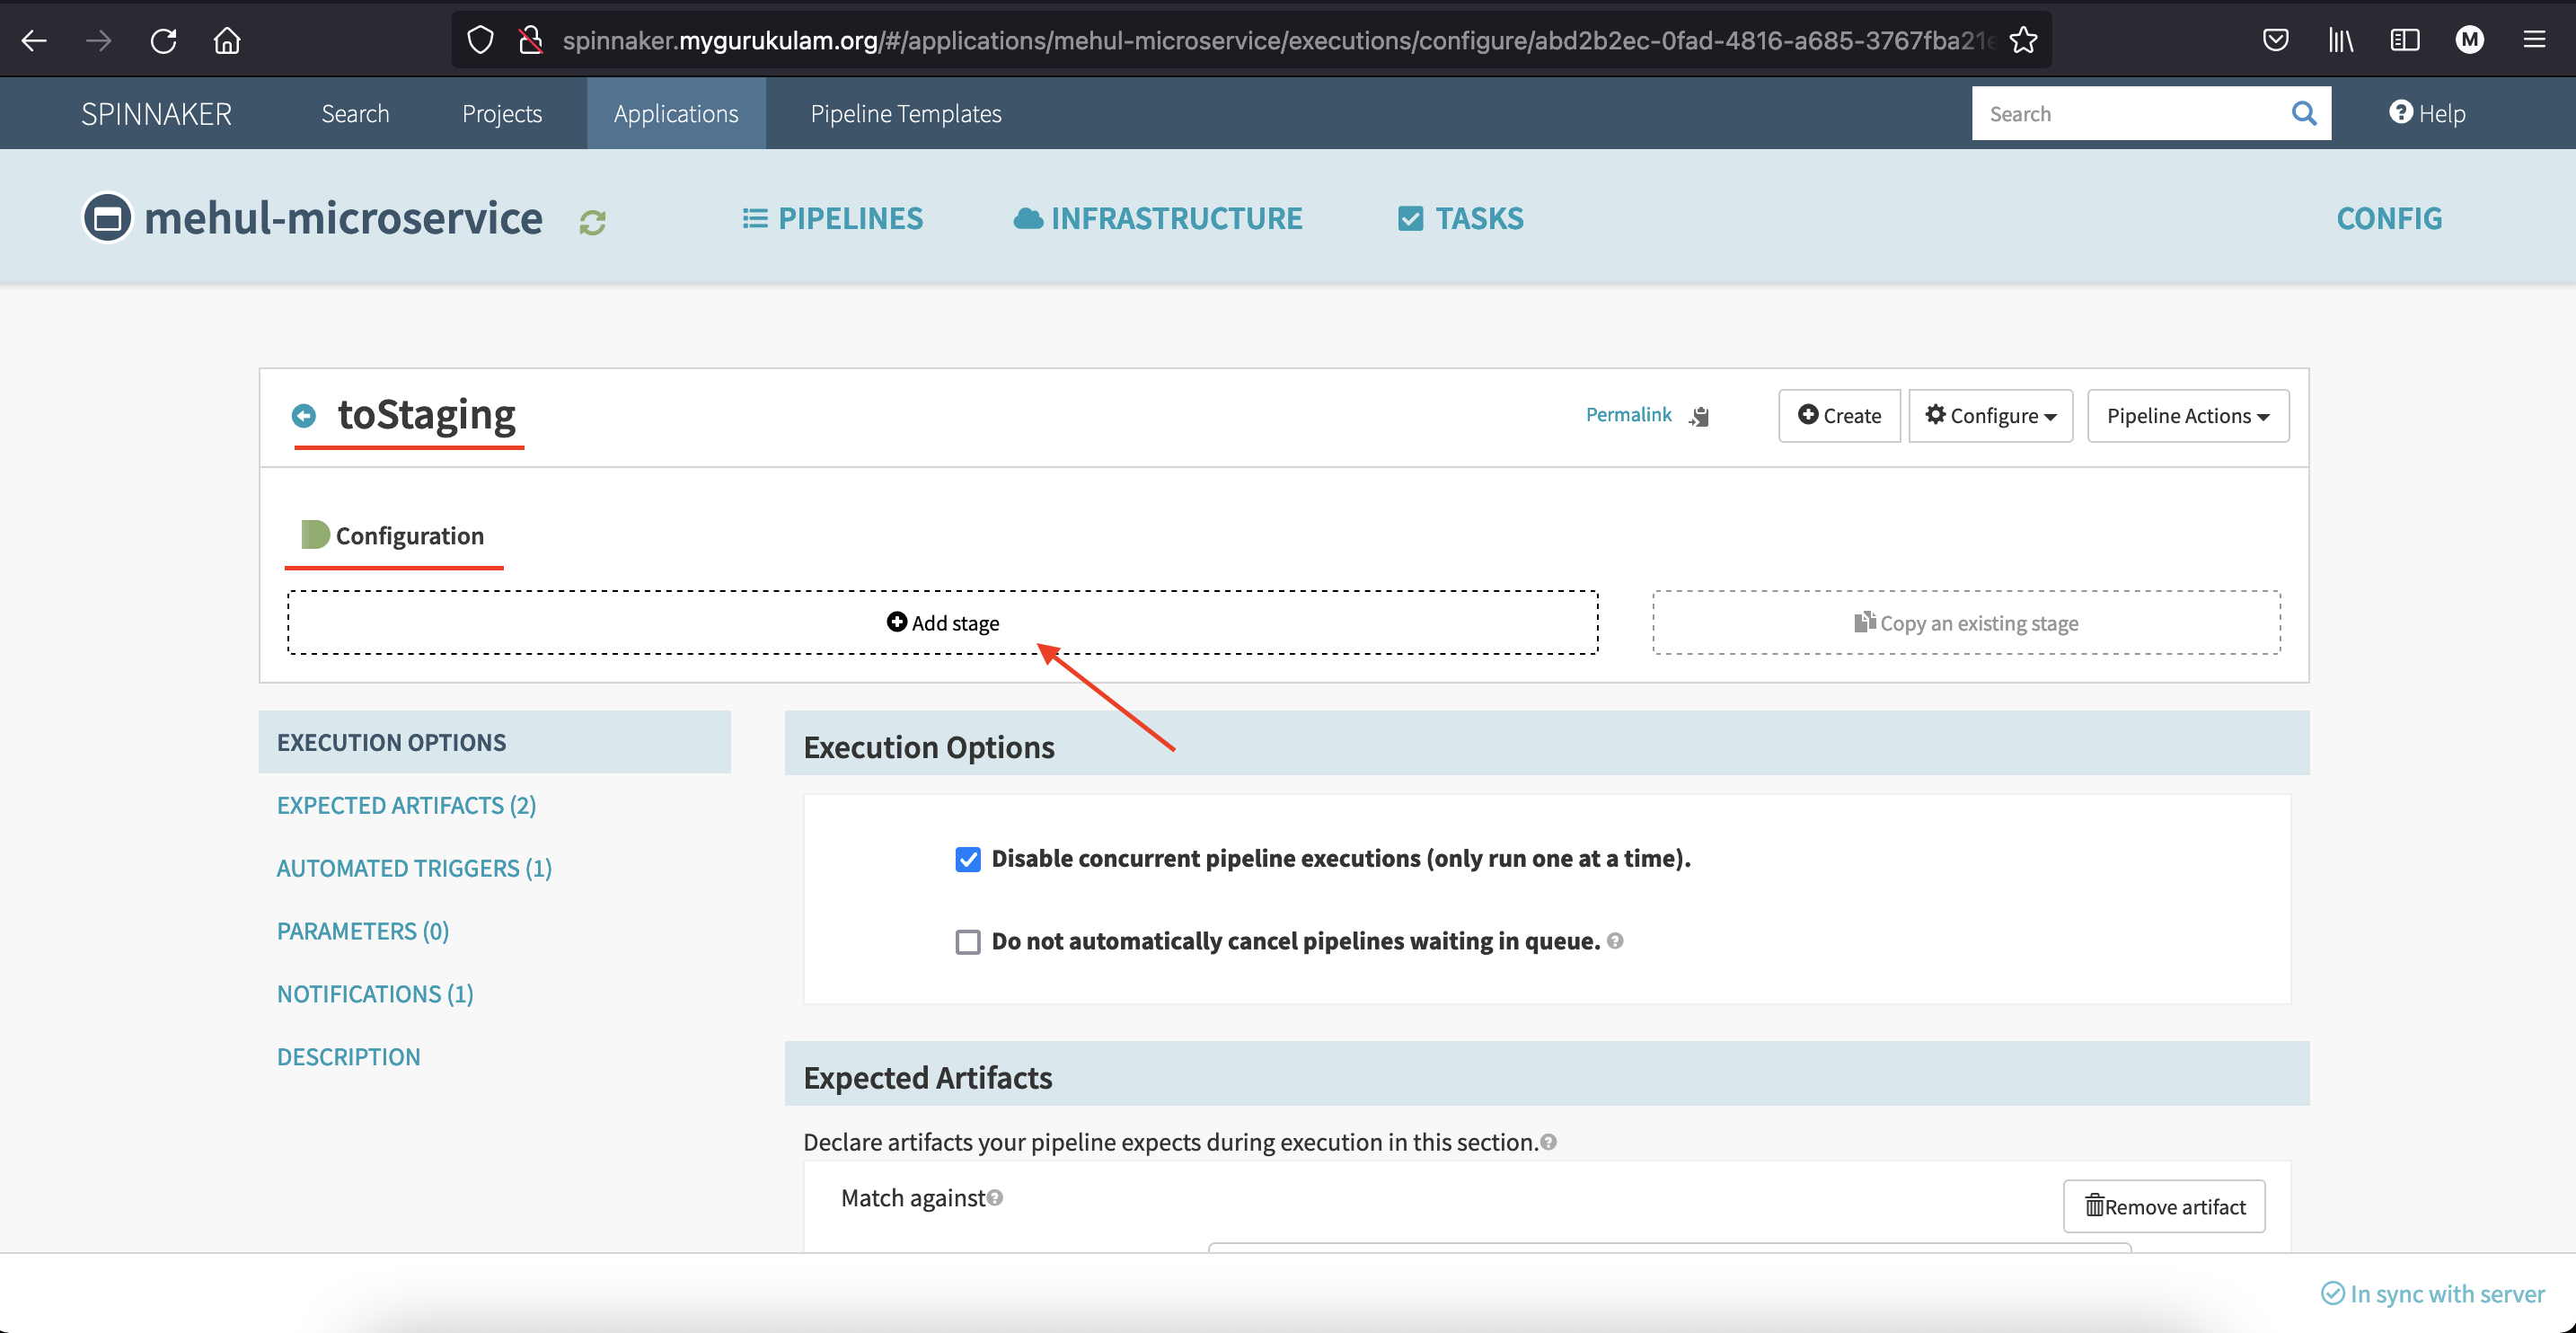 spinnaker.mygurukulam.org/#/applications/mehul-microservice/executions/configure/abd2b2ec-0fad-4816-a685-3767fba21e
M
SPINNAKER Search Projects Applications Pipeline Templates Search Help
mehul-microservice PIPELINES INFRASTRUCTURE TASKS CONFIG
toStaging Permalink Create Configure Pipeline Actions
Configuration
Add stage Copy an existing stage
EXECUTION OPTIONS
EXPECTED ARTIFACTS (2)
AUTOMATED TRIGGERS (1)
PARAMETERS (0)
NOTIFICATIONS (1)
DESCRIPTION
Execution Options
Disable concurrent pipeline executions (only run one at a time).
Do not automatically cancel pipelines waiting in queue.
Expected Artifacts
Declare artifacts your pipeline expects during execution in this section.
Match against Remove artifact
In sync with server